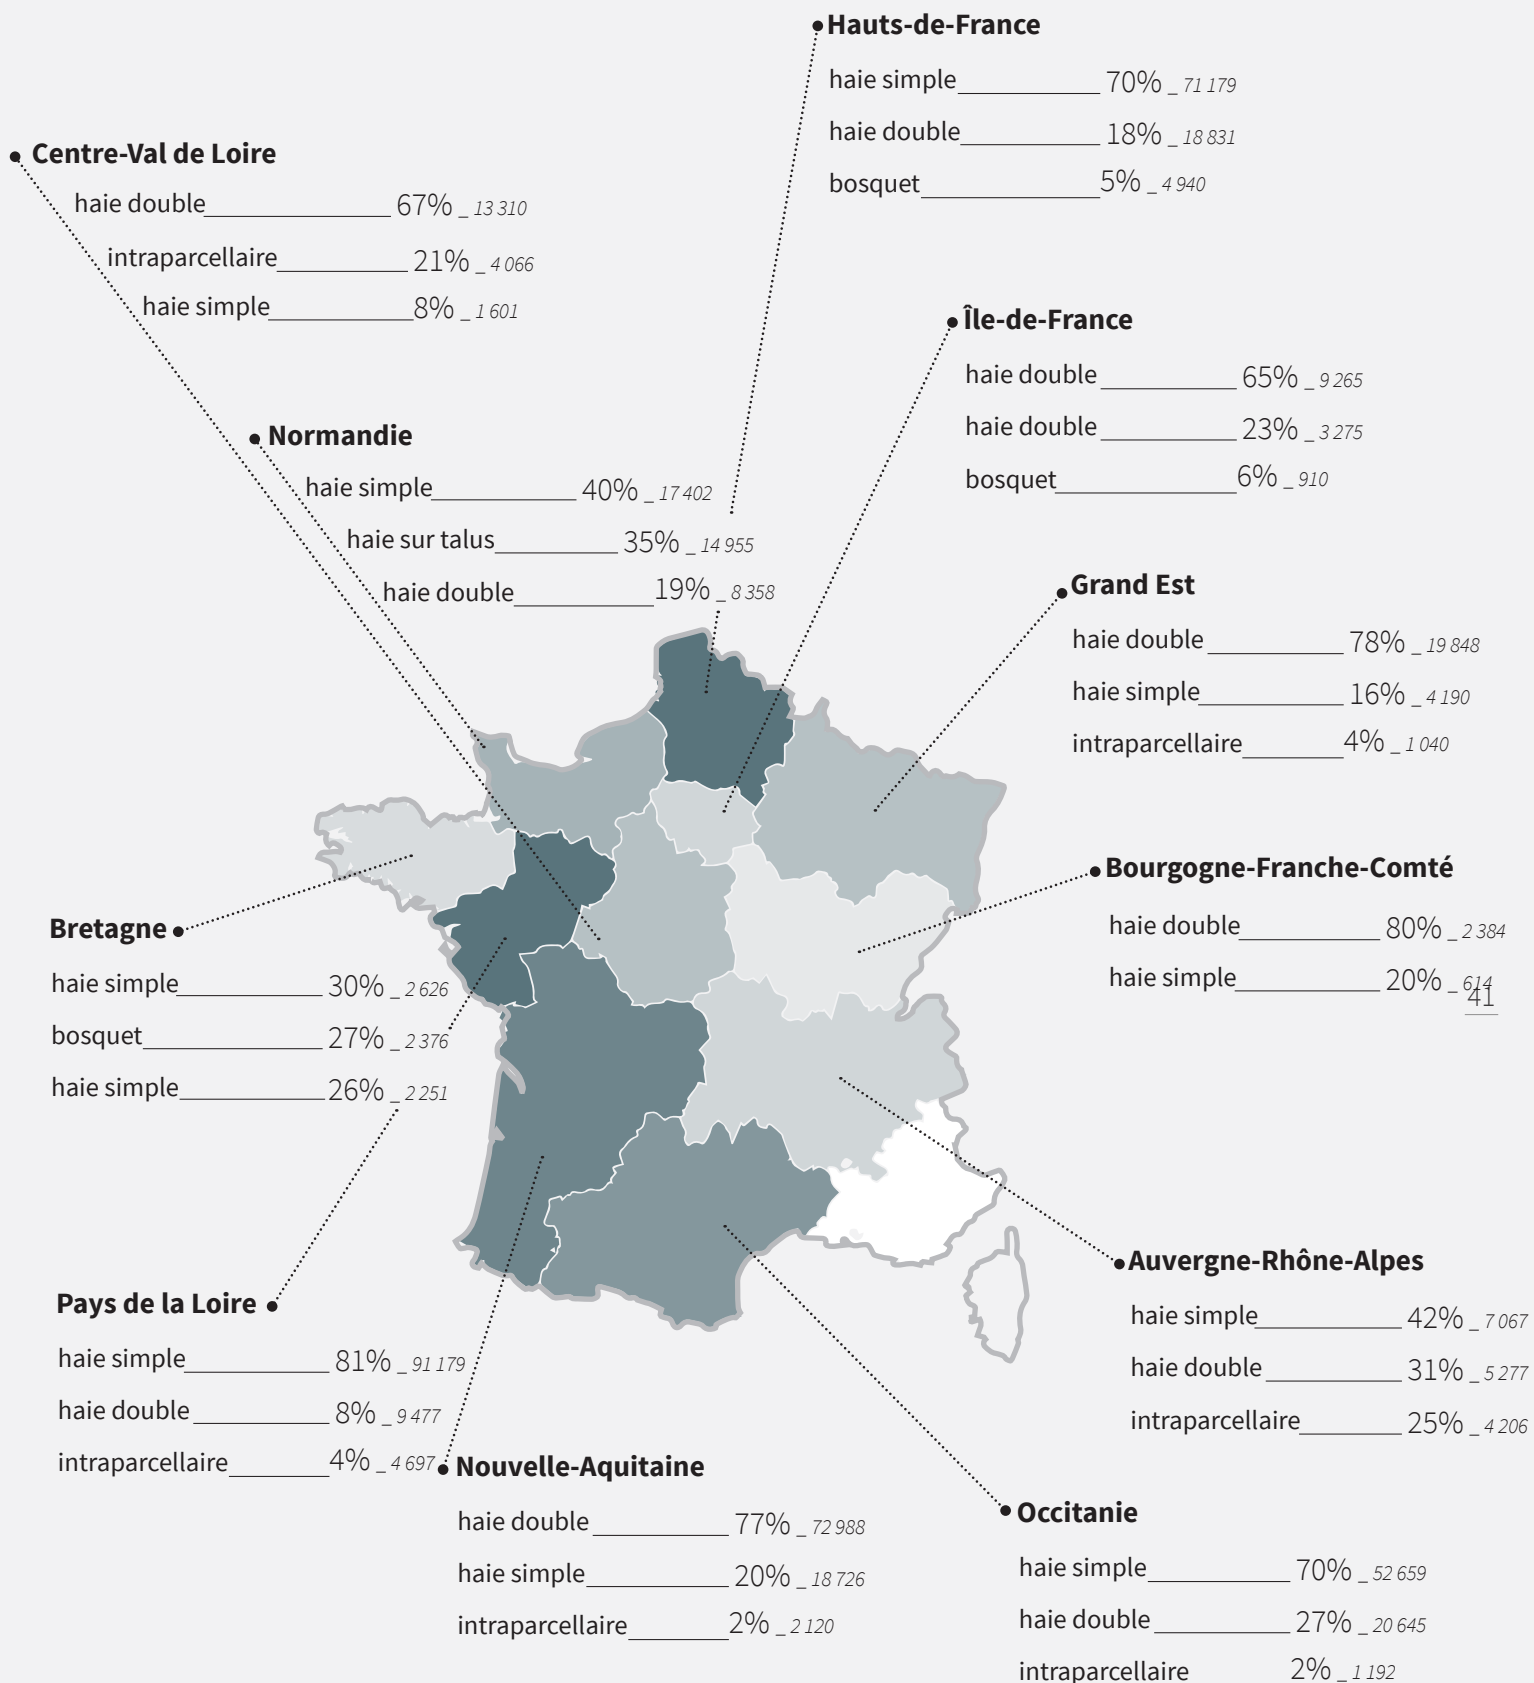 Hauts-de-France
haie simple 70% _ 71 179
haie double 18% _ 18 831
bosquet 5% _ 4 940
Centre-Val de Loire
haie double 67% _ 13 310
intraparcellaire 21% _ 4 066
haie simple 8% _ 1 601
Île-de-France
haie double 65% _ 9 265
haie double 23% _ 3 275
bosquet 6% _ 910
Normandie
haie simple 40% _ 17 402
haie sur talus 35% _ 14 955
haie double 19% _ 8 358
Grand Est
haie double 78% _ 19 848
haie simple 16% _ 4 190
intraparcellaire 4% _ 1 040
Bourgogne-Franche-Comté
haie double 80% _ 2 384
haie simple 20% _ 614
41
Bretagne
haie simple 30% _ 2 626
bosquet 27% _ 2 376
haie simple 26% _ 2 251
Auvergne-Rhône-Alpes
haie simple 42% _ 7 067
haie double 31% _ 5 277
intraparcellaire 25% _ 4 206
Pays de la Loire
haie simple 81% _ 91 179
haie double 8% _ 9 477
intraparcellaire 4% _ 4 697
Nouvelle-Aquitaine
haie double 77% _ 72 988
haie simple 20% _ 18 726
intraparcellaire 2% _ 2 120
Occitanie
haie simple 70% _ 52 659
haie double 27% _ 20 645
intraparcellaire 2% _ 1 192